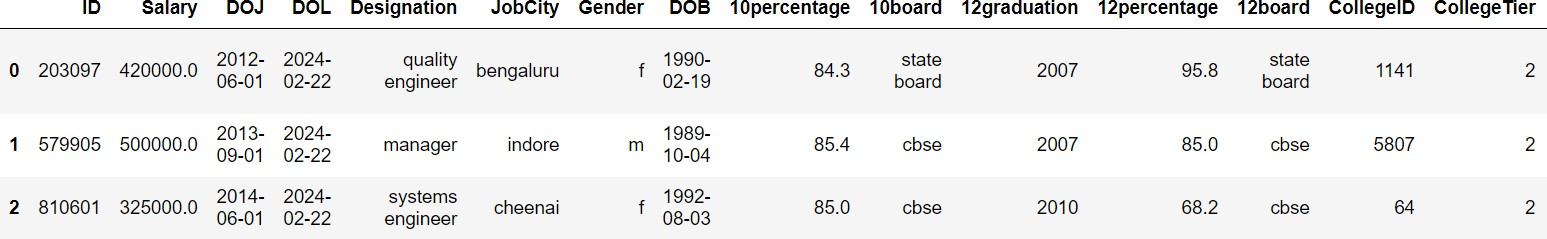 ID Salary DOJ DOL Designation JobCity Gender DOB 10percentage 10board 12graduation 12percentage 12board CollegeID CollegeTier
0 203097 420000.0 2012-06-01 2024-02-22 quality engineer bengaluru f 1990-02-19 84.3 state board 2007 95.8 state board 1141 2
1 579905 500000.0 2013-09-01 2024-02-22 manager indore m 1989-10-04 85.4 cbse 2007 85.0 cbse 5807 2
2 810601 325000.0 2014-06-01 2024-02-22 systems engineer cheenai f 1992-08-03 85.0 cbse 2010 68.2 cbse 64 2